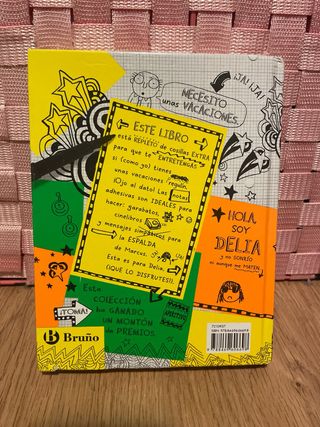 ¡JA! ¡JA!
NECESITO
unas VACACIONES.
ESTE LIBRO
está REPLETO de cosillas EXTRA
para que te ENTRETENGAS
si (como yo) tienes
unas vacaciones regulín.
¡Ojo al dato! Las notas
adhesivas son IDEALES para
hacer: garabatos,
cinelibros
y mensajes simpáticos para
la ESPALDA
de Marcus.
Esta es para Delia.
(¡QUE LO DISFRUTES!).
HOLA,
SOY
DELIA
y no SONRÍO
ni aunque me MATEN.
Esta
COLECCIÓN
ha GANADO
UN MONTÓN
de PREMIOS.
¡TOMA!
APERITIVO
B Bruño
7210457